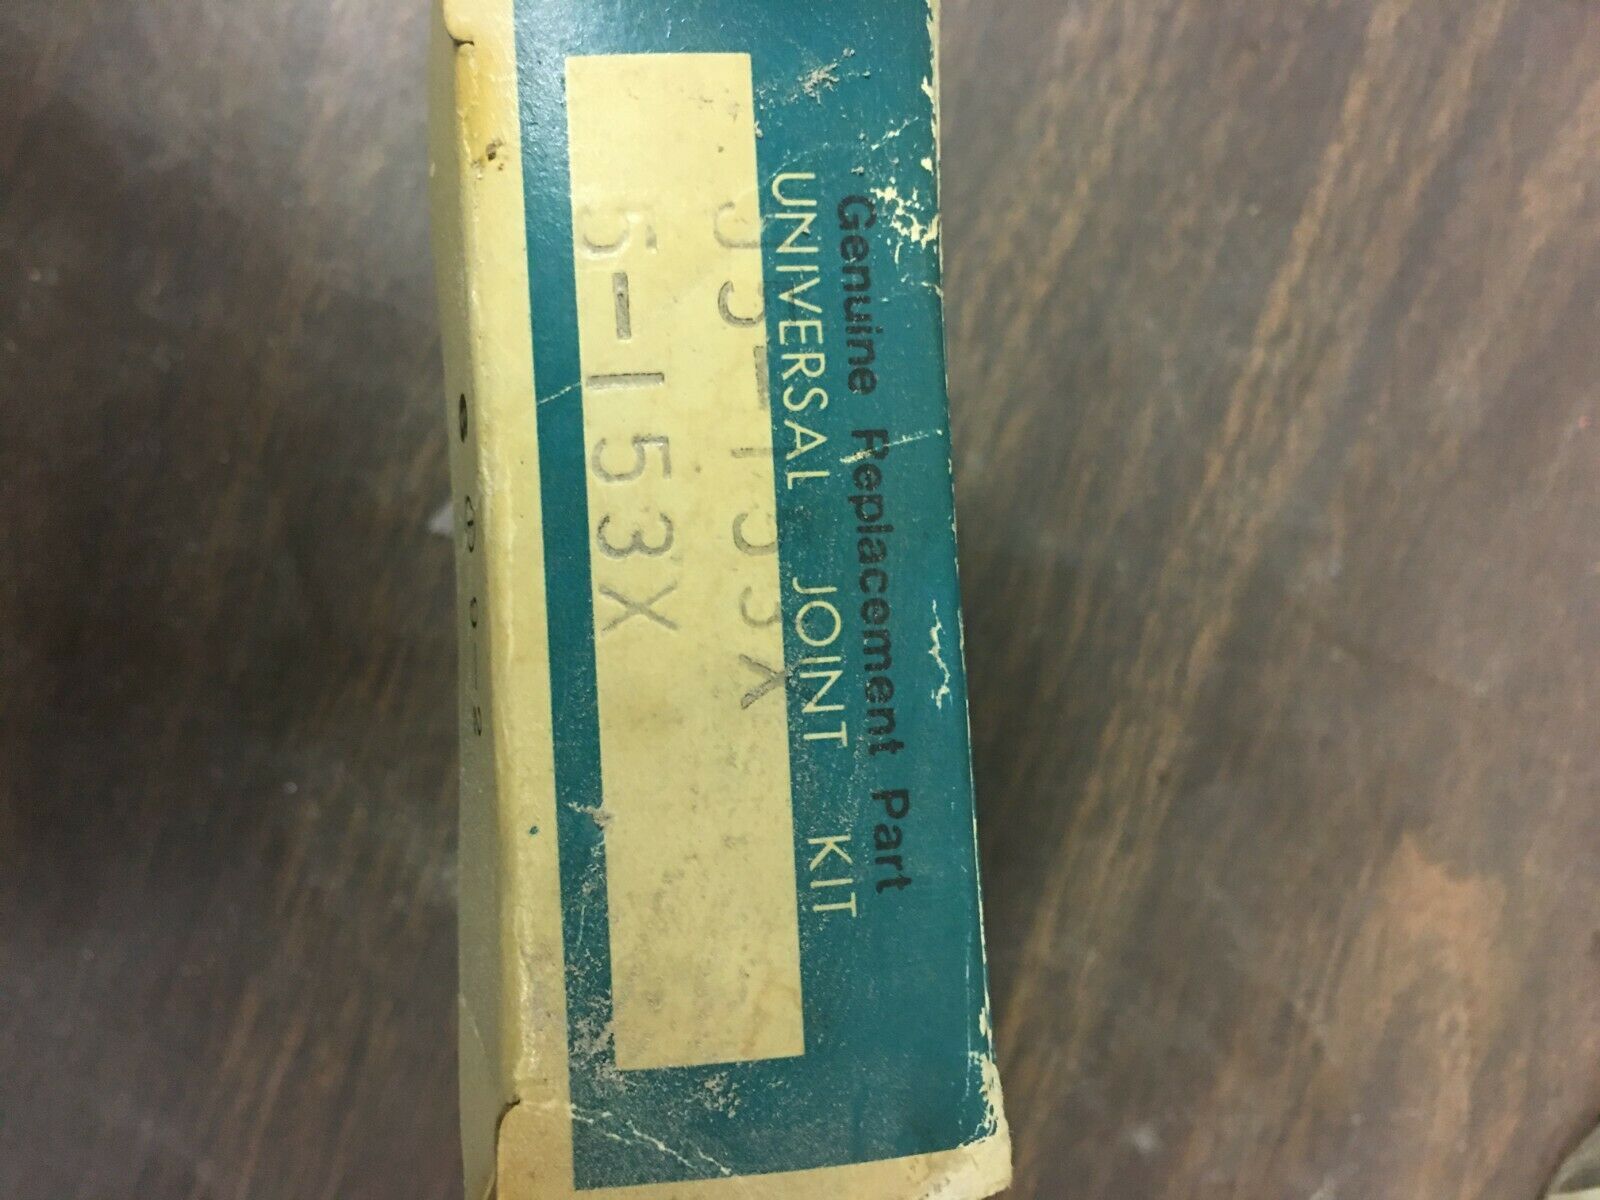 Genuine Replacement Part
UNIVERSAL JOINT KIT
5-153X